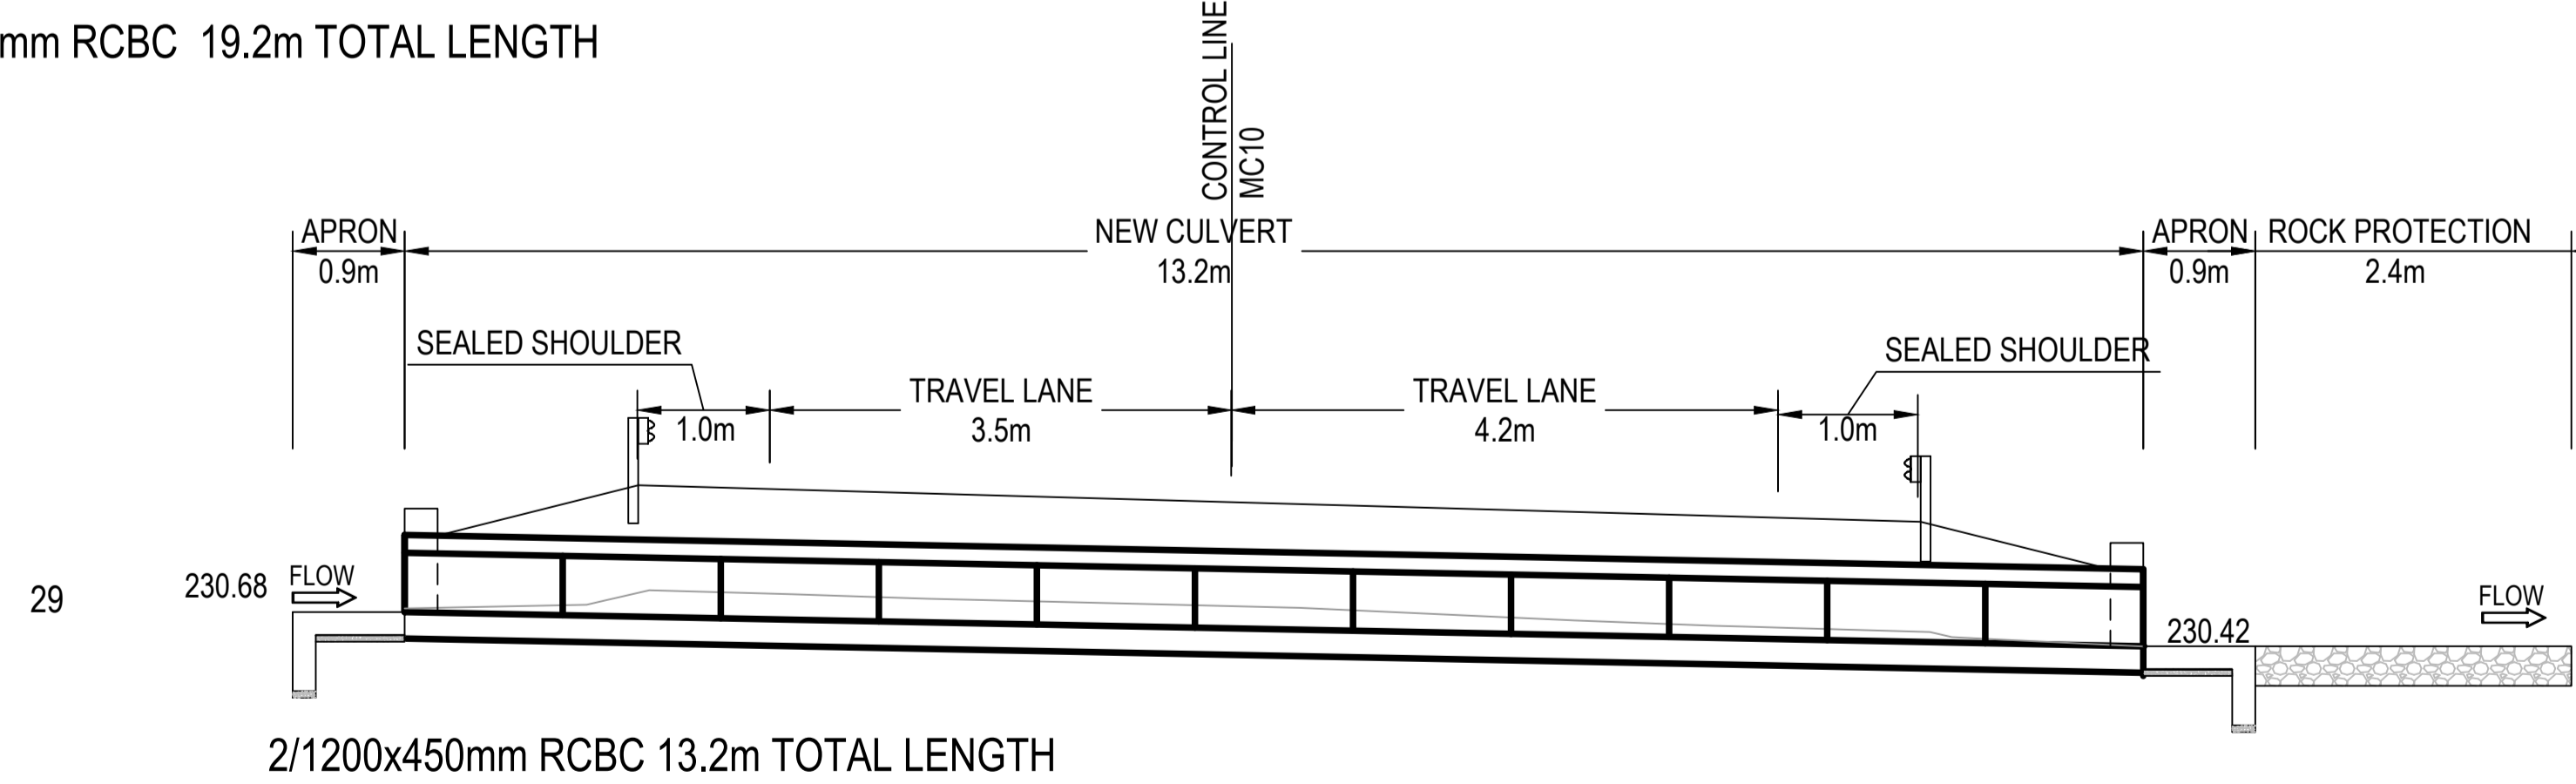 mm RCBC 19.2m TOTAL LENGTH
CONTROL LINE
MC10
APRON
0.9m
NEW CULVERT
13.2m
APRON
0.9m
ROCK PROTECTION
2.4m
SEALED SHOULDER
SEALED SHOULDER
1.0m
TRAVEL LANE
3.5m
TRAVEL LANE
4.2m
1.0m
29
230.68
FLOW
FLOW
230.42
2/1200x450mm RCBC 13.2m TOTAL LENGTH